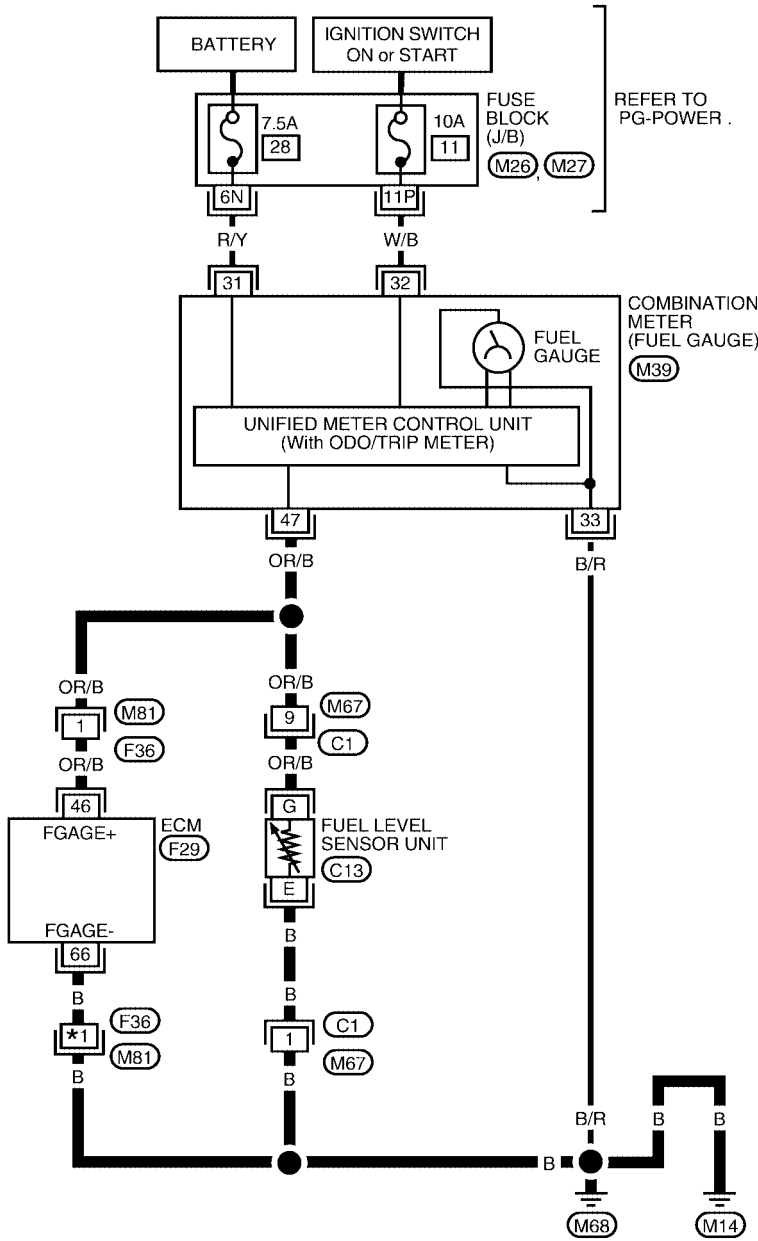 BATTERY
IGNITION SWITCH
ON or START
7.5A
28
10A
11
FUSE
BLOCK
(J/B)
M26 , M27
REFER TO
PG-POWER .
6N
11P
R/Y
W/B
31
32
COMBINATION
METER
(FUEL GAUGE)
M39
FUEL
GAUGE
UNIFIED METER CONTROL UNIT
(With ODO/TRIP METER)
47
33
OR/B
B/R
OR/B
OR/B
1
M81
F36
9
M67
C1
OR/B
OR/B
46
G
FGAGE+
ECM
F29
FUEL LEVEL
SENSOR UNIT
C13
E
FGAGE-
66
B
B
B
*1
F36
M81
1
C1
M67
B
B
B/R
B
B
B
M68
M14